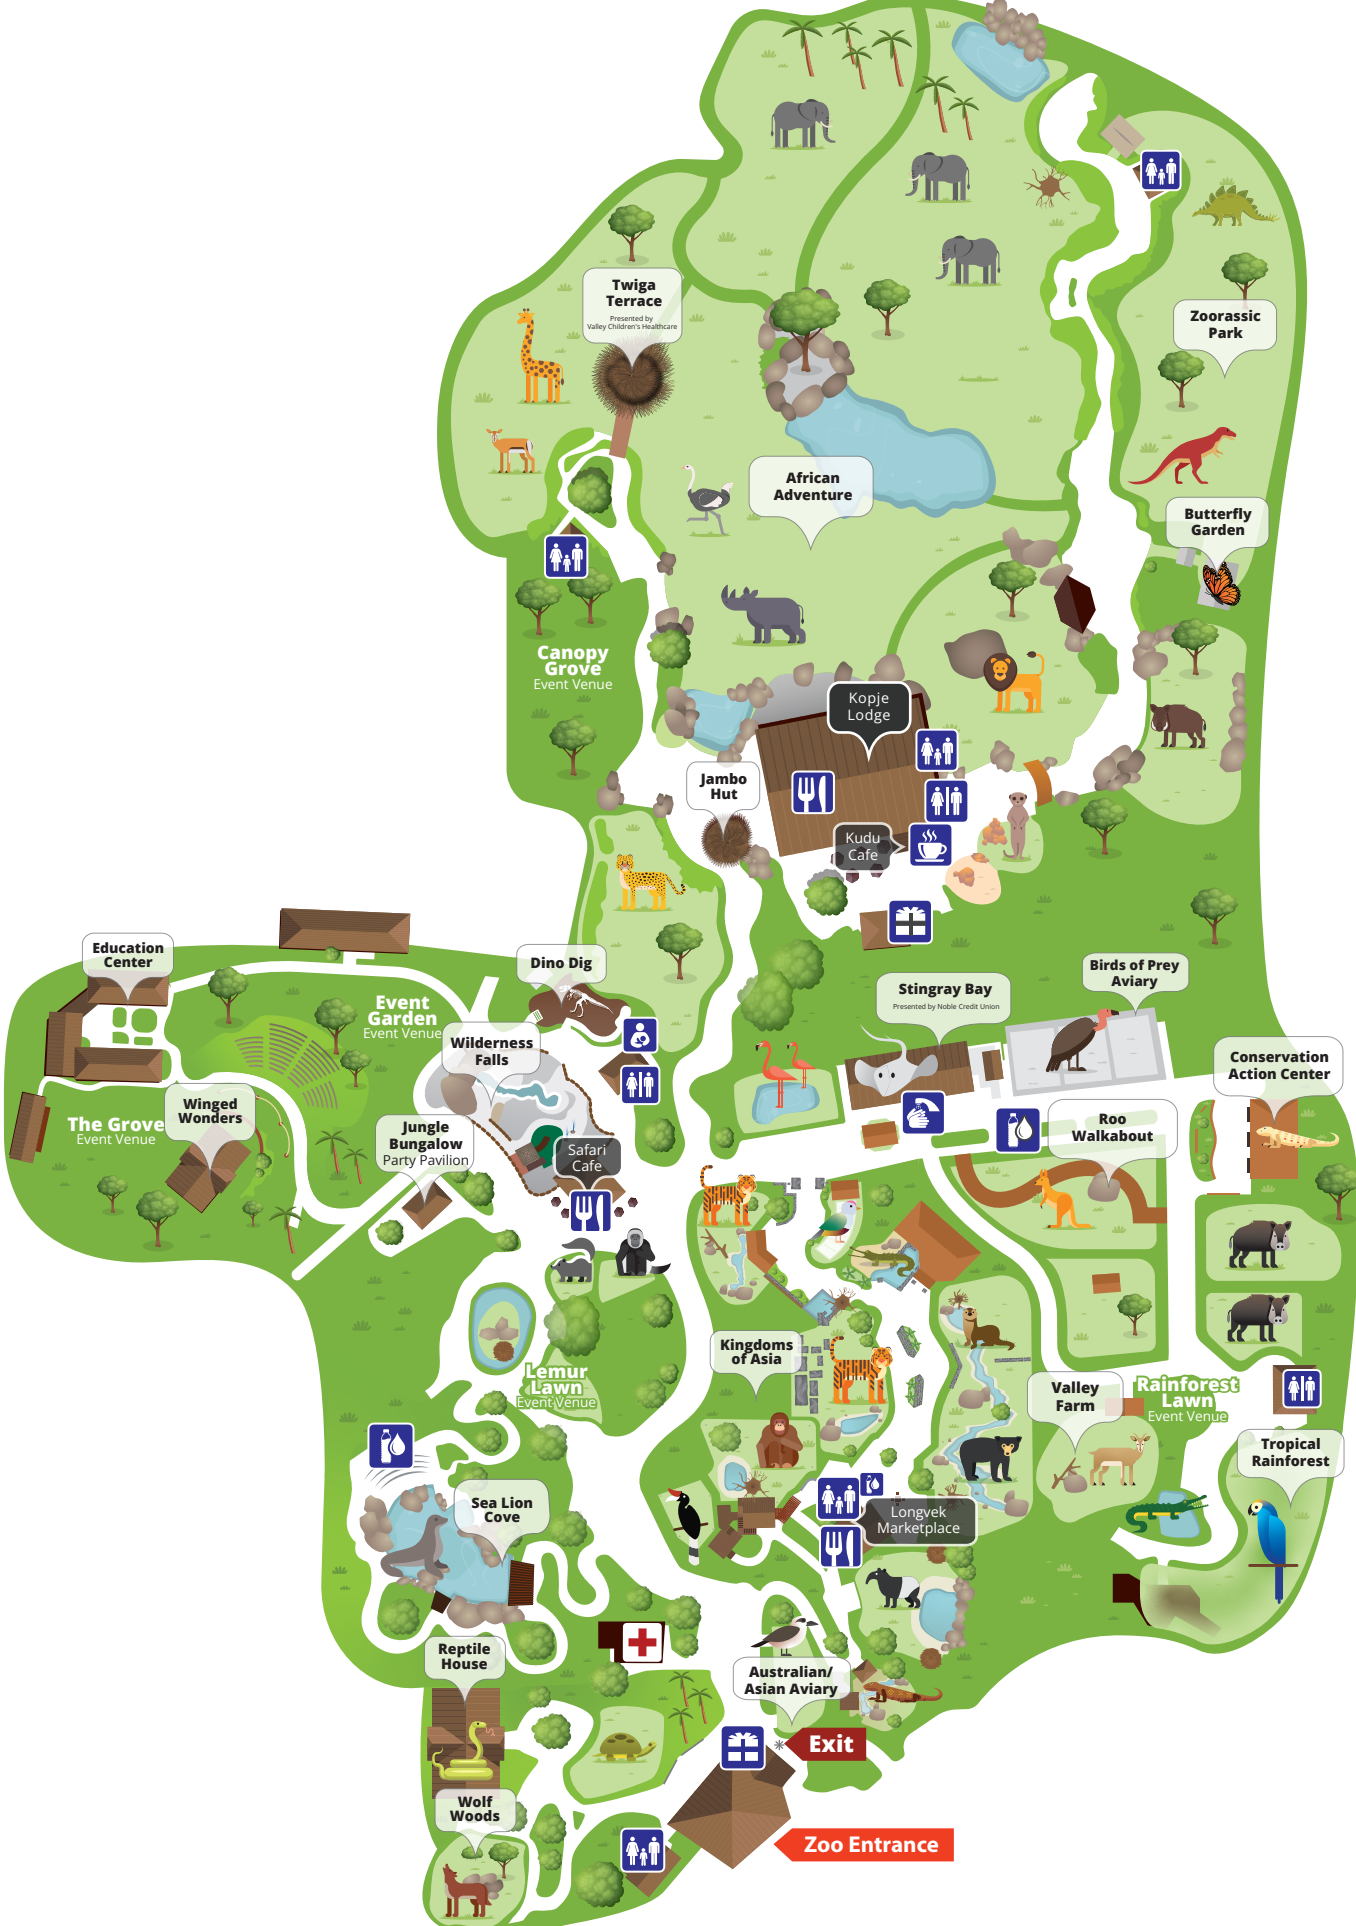 Twiga
Terrace
Presented by
Valley Children's Healthcare
Zoorassic
Park
African
Adventure
Butterfly
Garden
Canopy
Grove
Event Venue
Kopje
Lodge
Jambo
Hut
Kudu
Cafe
Education
Center
Dino Dig
Event
Garden
Event Venue
Stingray Bay
Presented by Noble Credit Union
Birds of Prey
Aviary
Wilderness
Falls
Conservation
Action Center
Winged
Wonders
The Grove
Event Venue
Jungle
Bungalow
Party Pavilion
Safari
Cafe
Roo
Walkabout
Kingdoms
of Asia
Lemur
Lawn
Event Venue
Valley
Farm
Rainforest
Lawn
Event Venue
Tropical
Rainforest
Sea Lion
Cove
Longvek
Marketplace
Reptile
House
Australian/
Asian Aviary
Exit
Wolf
Woods
Zoo Entrance